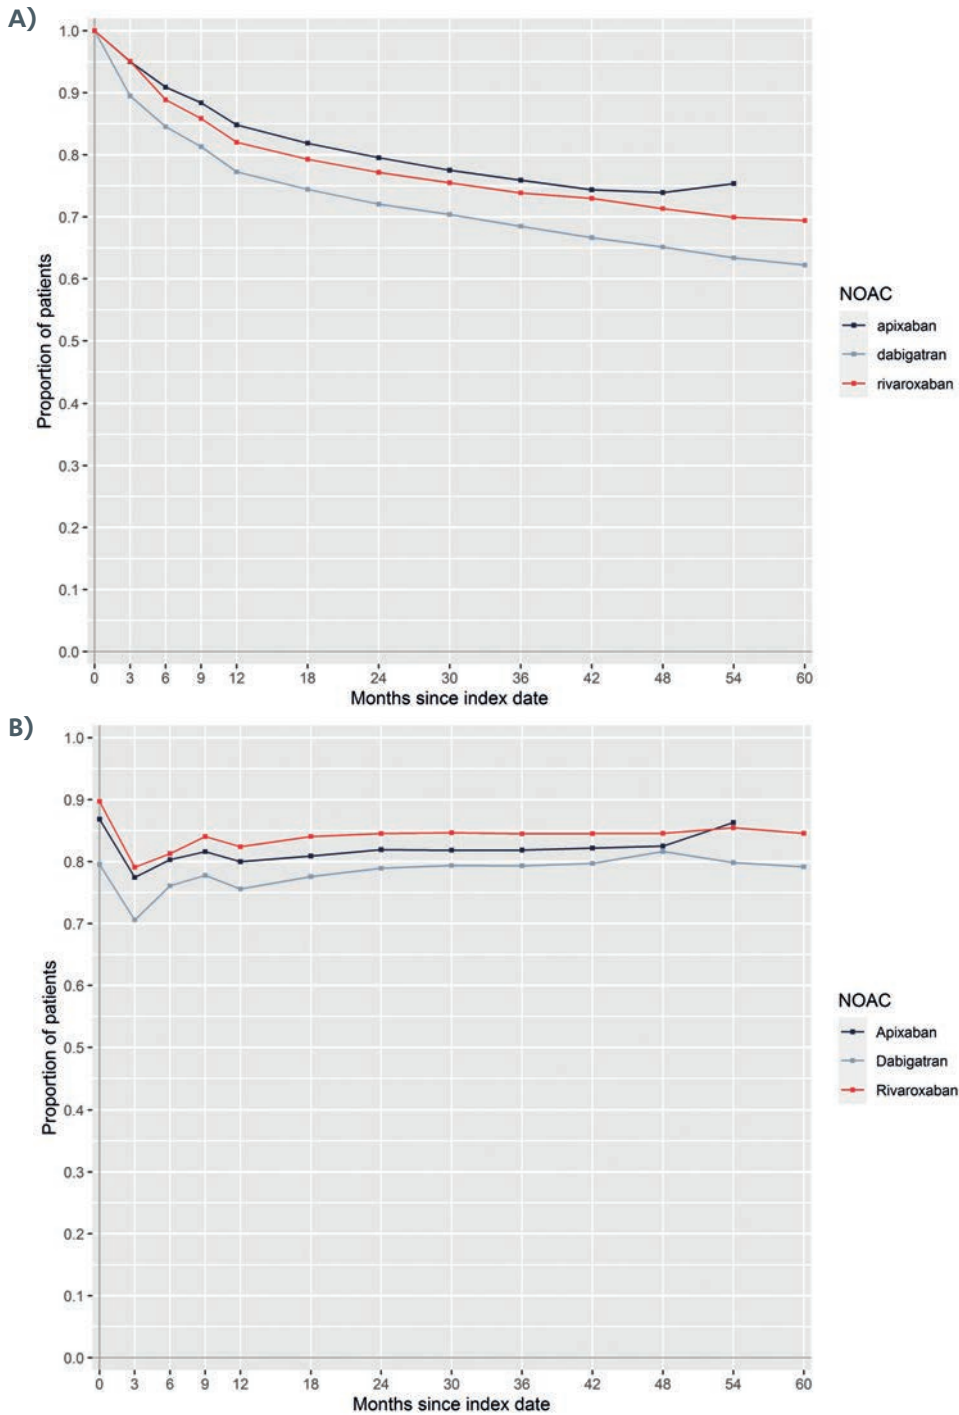 A)
1.0
0.9
0.8
0.7
0.6
0.5
0.4
0.3
0.2
0.1
0.0
Proportion of patients
0 3 6 9 12 18 24 30 36 42 48 54 60
Months since index date
NOAC
apixaban
dabigatran
rivaroxaban
B)
1.0
0.9
0.8
0.7
0.6
0.5
0.4
0.3
0.2
0.1
0.0
Proportion of patients
0 3 6 9 12 18 24 30 36 42 48 54 60
Months since index date
NOAC
Apixaban
Dabigatran
Rivaroxaban